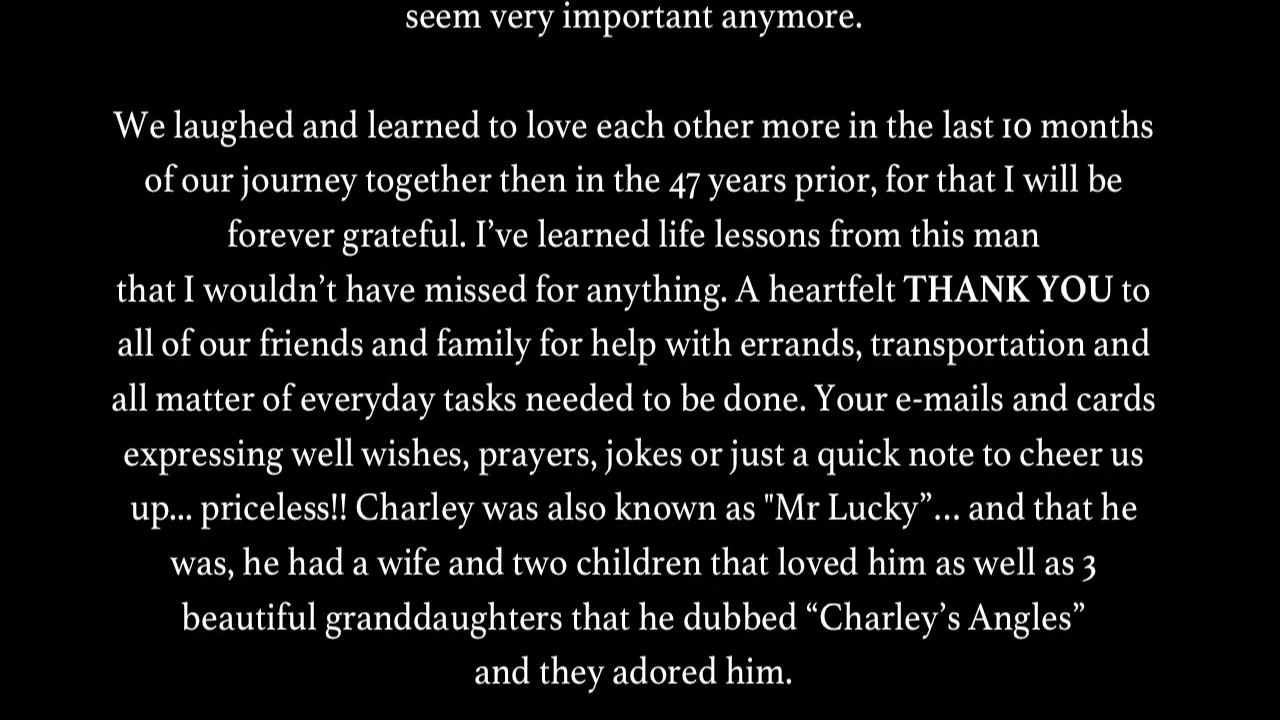 seem very important anymore.
We laughed and learned to love each other more in the last 10 months
of our journey together then in the 47 years prior, for that I will be
forever grateful. I’ve learned life lessons from this man
that I wouldn’t have missed for anything. A heartfelt THANK YOU to
all of our friends and family for help with errands, transportation and
all matter of everyday tasks needed to be done. Your e-mails and cards
expressing well wishes, prayers, jokes or just a quick note to cheer us
up... priceless!! Charley was also known as "Mr Lucky”... and that he
was, he had a wife and two children that loved him as well as 3
beautiful granddaughters that he dubbed “Charley’s Angles”
and they adored him.